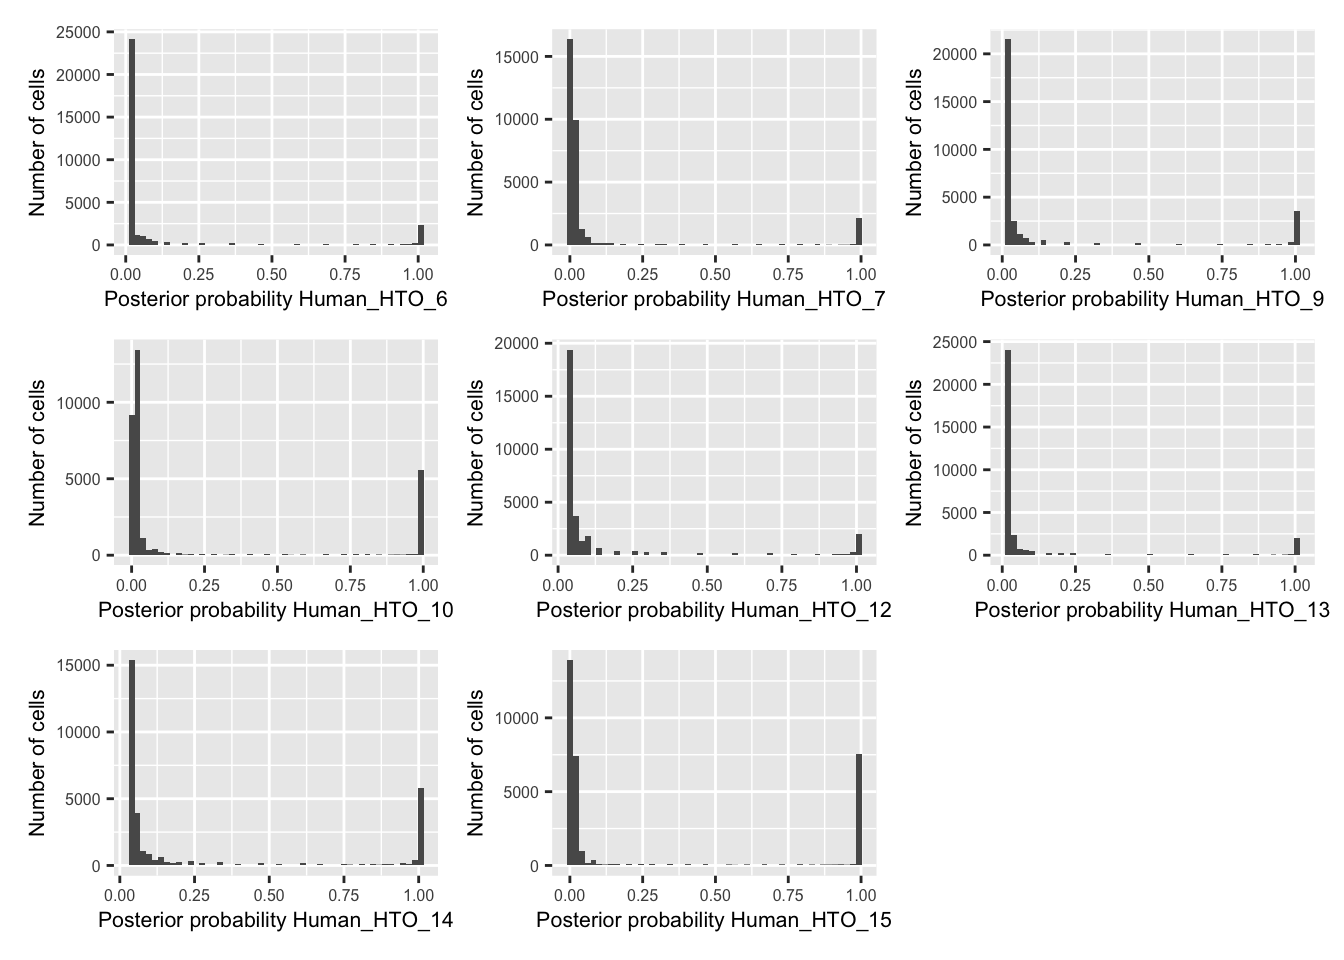 Number of cells
25000
20000
15000
10000
5000
0
0.00 0.25 0.50 0.75 1.00
Posterior probability Human_HTO_6
Number of cells
15000
10000
5000
0
0.00 0.25 0.50 0.75 1.00
Posterior probability Human_HTO_7
Number of cells
20000
15000
10000
5000
0
0.00 0.25 0.50 0.75 1.00
Posterior probability Human_HTO_9
Number of cells
10000
5000
0
0.00 0.25 0.50 0.75 1.00
Posterior probability Human_HTO_10
Number of cells
20000
15000
10000
5000
0
0.00 0.25 0.50 0.75 1.00
Posterior probability Human_HTO_12
Number of cells
25000
20000
15000
10000
5000
0
0.00 0.25 0.50 0.75 1.00
Posterior probability Human_HTO_13
Number of cells
15000
10000
5000
0
0.00 0.25 0.50 0.75 1.00
Posterior probability Human_HTO_14
Number of cells
10000
5000
0
0.00 0.25 0.50 0.75 1.00
Posterior probability Human_HTO_15